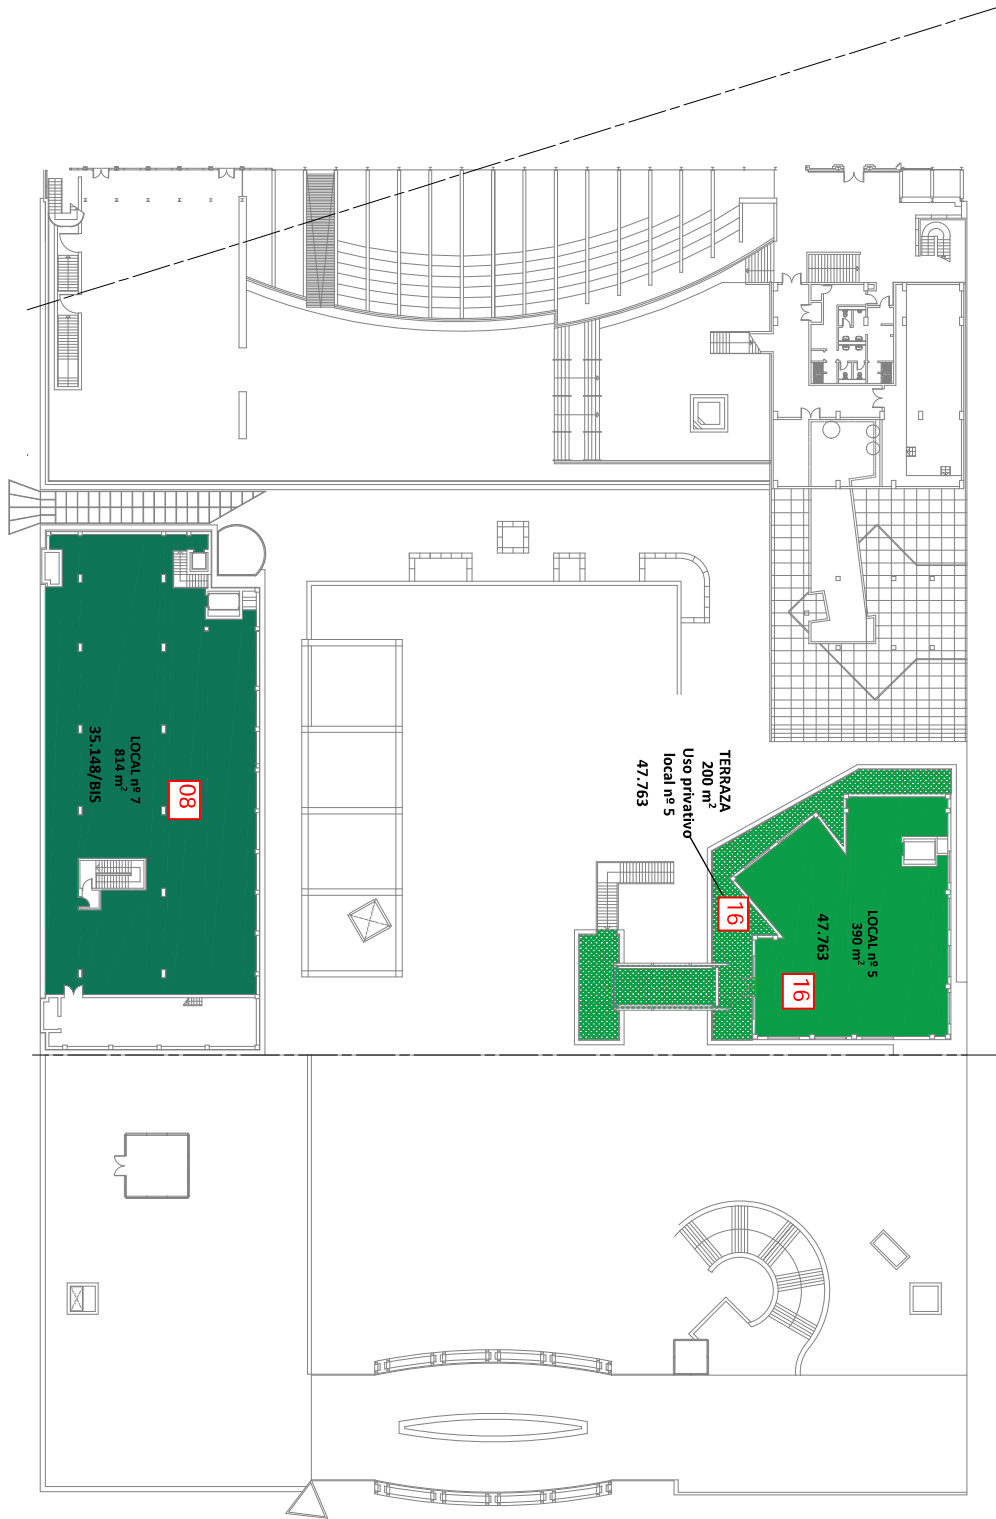 LOCAL nº 7
814 m²
35.148/BIS
08
TERRAZA
200 m²
Uso privativo
local nº 5
47.763
16
LOCAL nº 5
390 m²
47.763
16